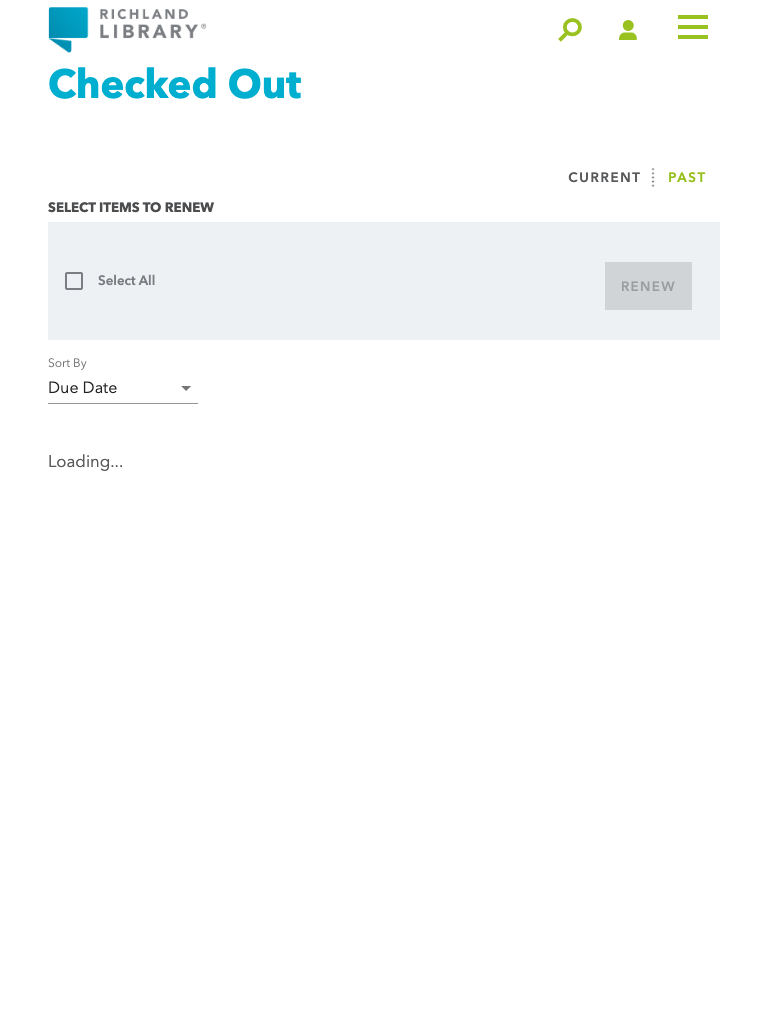 RICHLAND
LIBRARY®
Checked Out
CURRENT PAST
SELECT ITEMS TO RENEW
Select All
RENEW
Sort By
Due Date
Loading...